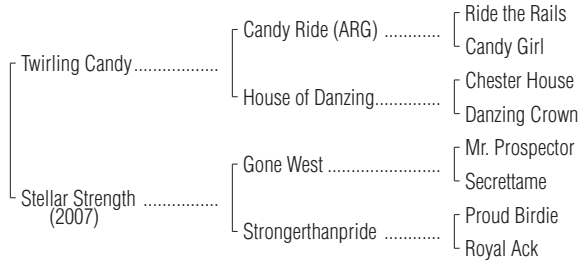 Ride the Rails
Candy Ride (ARG) ............
Candy Girl
Twirling Candy..................
Chester House
House of Danzing..............
Danzing Crown
Mr. Prospector
Gone West ........................
Secrettame
Stellar Strength ................
(2007)
Proud Birdie
Strongerthanpride ............
Royal Ack